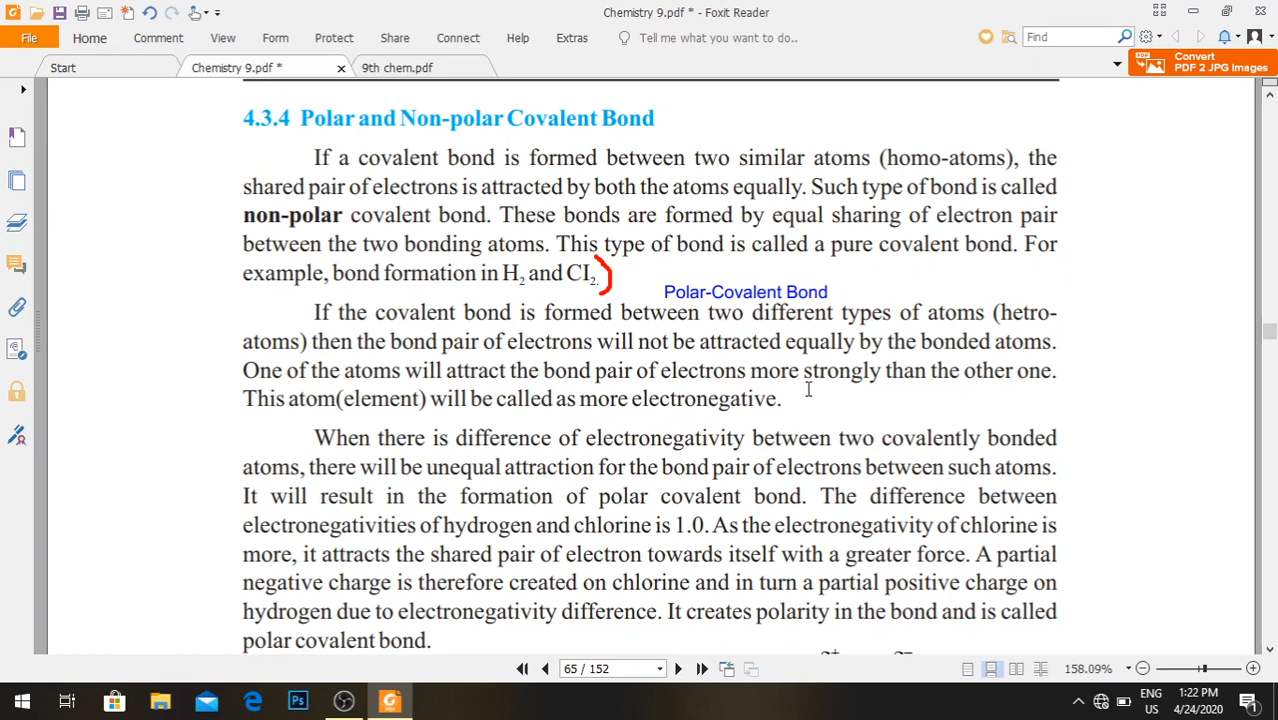 Chemistry 9.pdf * - Foxit Reader
File Home Comment View Form Protect Share Connect Help Extras Tell me what you want to do.. Find
Convert
PDF 2 JPG Images
Start Chemistry 9.pdf * 9th chem.pdf
4.3.4 Polar and Non-polar Covalent Bond
If a covalent bond is formed between two similar atoms (homo-atoms), the
shared pair of electrons is attracted by both the atoms equally. Such type of bond is called
non-polar covalent bond. These bonds are formed by equal sharing of electron pair
between the two bonding atoms. This type of bond is called a pure covalent bond. For
example, bond formation in H₂ and CI₂.
Polar-Covalent Bond
If the covalent bond is formed between two different types of atoms (hetro-
atoms) then the bond pair of electrons will not be attracted equally by the bonded atoms.
One of the atoms will attract the bond pair of electrons more strongly than the other one.
This atom(element) will be called as more electronegative.
When there is difference of electronegativity between two covalently bonded
atoms, there will be unequal attraction for the bond pair of electrons between such atoms.
It will result in the formation of polar covalent bond. The difference between
electronegativities of hydrogen and chlorine is 1.0. As the electronegativity of chlorine is
more, it attracts the shared pair of electron towards itself with a greater force. A partial
negative charge is therefore created on chlorine and in turn a partial positive charge on
hydrogen due to electronegativity difference. It creates polarity in the bond and is called
polar covalent bond.
65 / 152 158.09%
Ps ENG 1:22 PM
US 4/24/2020 1